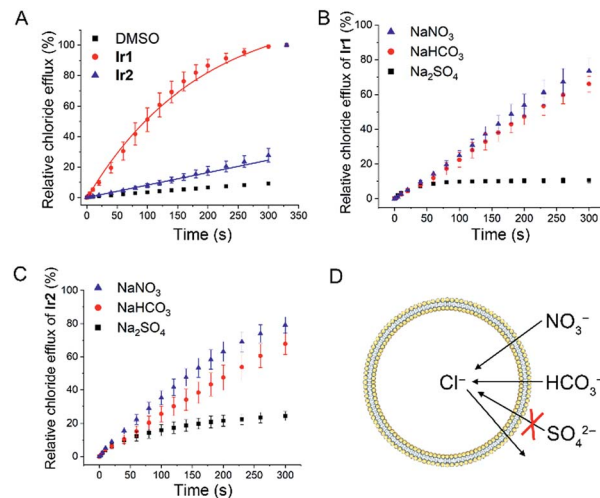 A
Relative chloride efflux (%)
DMSO
Ir1
Ir2
100
80
60
40
20
0
0 50 100 150 200 250 300
Time (s)
B
Relative chloride efflux of Ir1 (%)
NaNO₃
NaHCO₃
Na₂SO₄
100
80
60
40
20
0
0 50 100 150 200 250 300
Time (s)
C
Relative chloride efflux of Ir2 (%)
NaNO₃
NaHCO₃
Na₂SO₄
100
80
60
40
20
0
0 50 100 150 200 250 300
Time (s)
D
NO₃⁻
Cl⁻
HCO₃⁻
SO₄²⁻